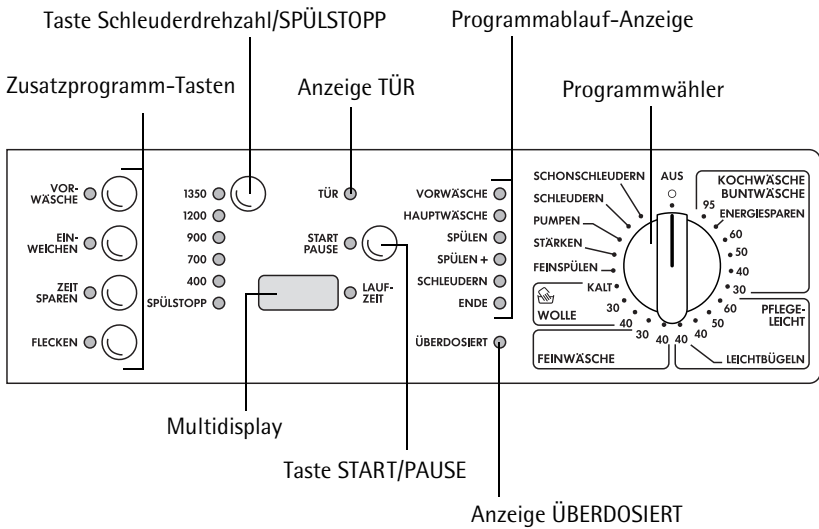 Taste Schleuderdrehzahl/SPÜLSTOPP
Programmablauf-Anzeige
Zusatzprogramm-Tasten
Anzeige TÜR
Programmwähler
VOR-
WÄSCHE
EIN-
WEICHEN
ZEIT
SPAREN
FLECKEN
1350
1200
900
700
400
SPÜLSTOPP
TÜR
START
PAUSE
LAUF-
ZEIT
VORWÄSCHE
HAUPTWÄSCHE
SPÜLEN
SPÜLEN +
SCHLEUDERN
ENDE
ÜBERDOSIERT
SCHONSCHLEUDERN
SCHLEUDERN
PUMPEN
STÄRKEN
FEINSPÜLEN
KALT
WOLLE
30
40
FEINWÄSCHE
30
40
AUS
KOCHWÄSCHE
BUNTWÄSCHE
95
ENERGIESPAREN
60
50
40
30
PFLEGE-
LEICHT
60
50
40
40
LEICHTBÜGELN
Multidisplay
Taste START/PAUSE
Anzeige ÜBERDOSIERT